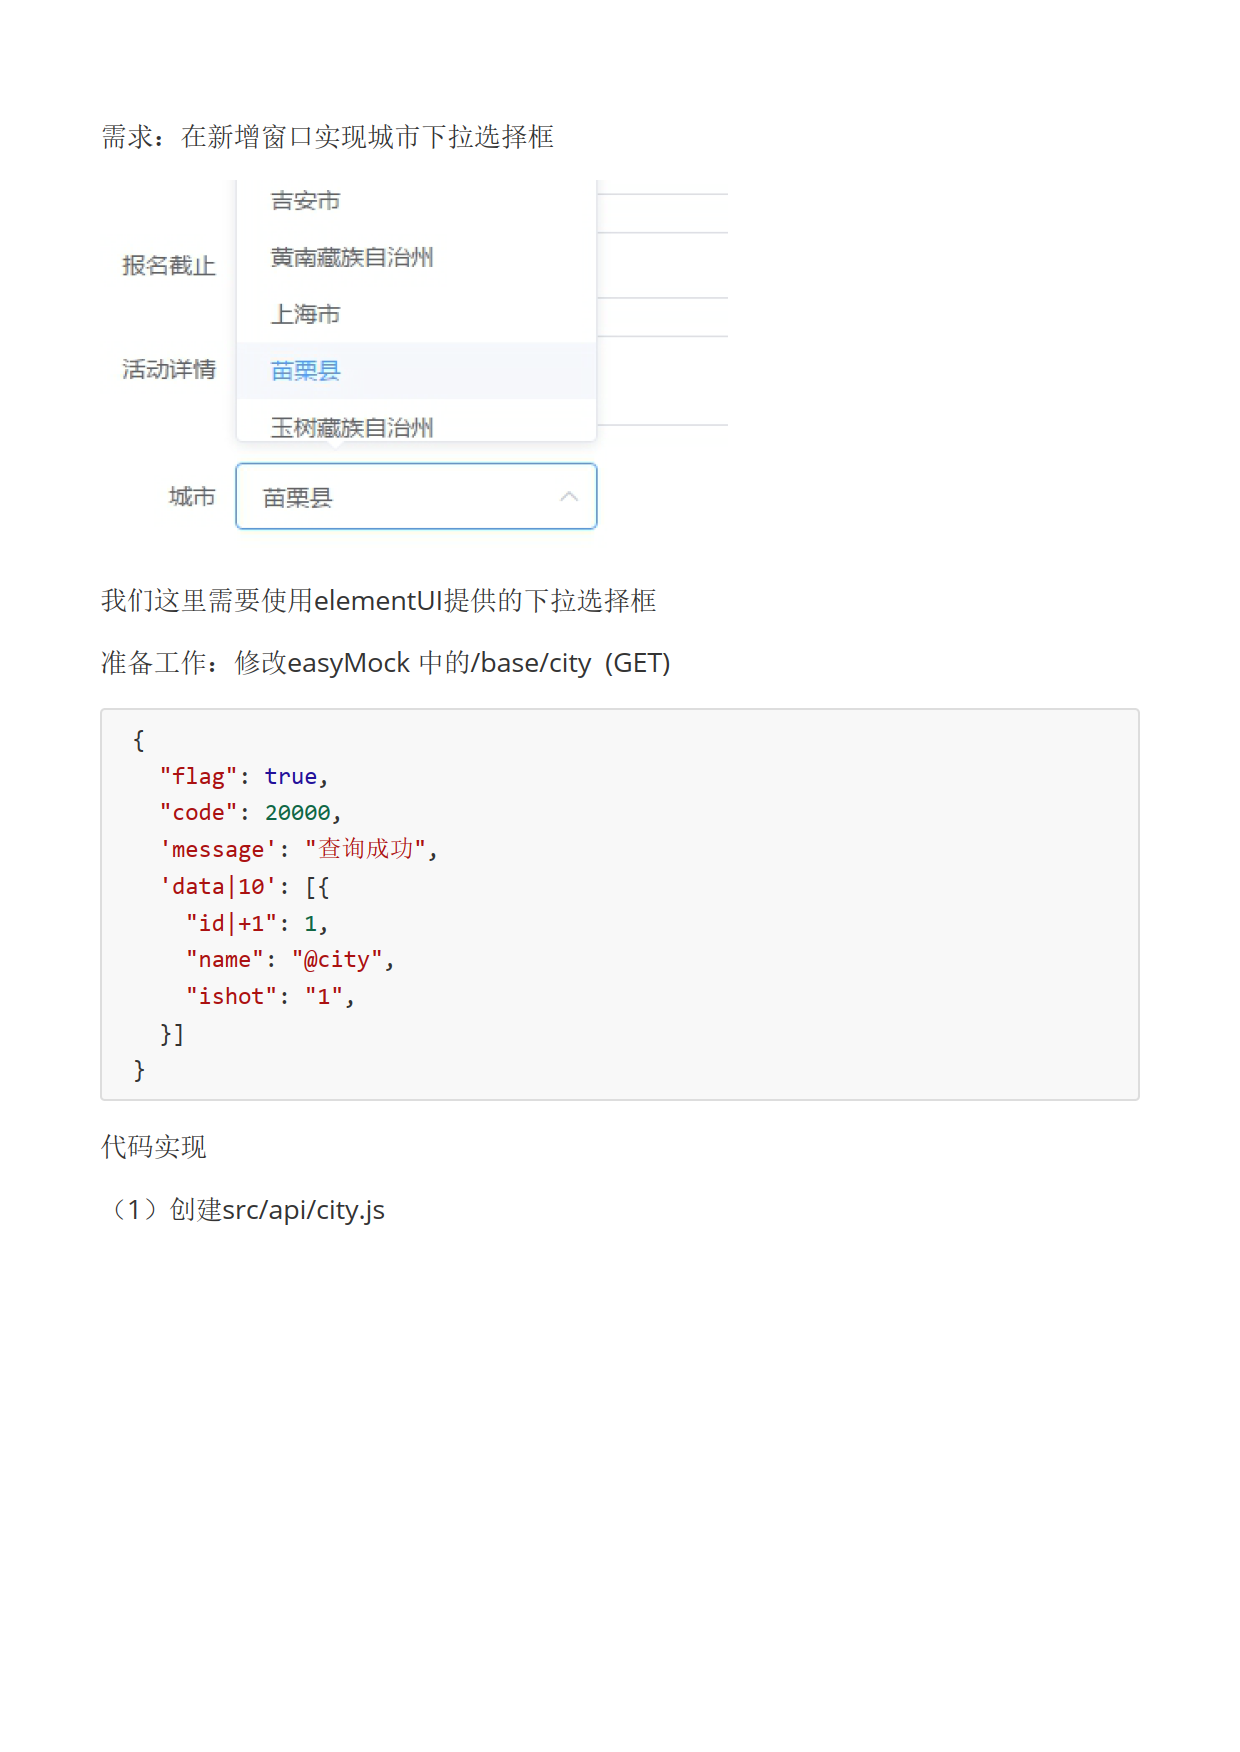 需求：在新增窗口实现城市下拉选择框
吉安市
黄南藏族自治州
报名截止
上海市
活动详情
苗栗县
玉树藏族自治州
城市
苗栗县
我们这里需要使用elementUI提供的下拉选择框
准备工作：修改easyMock 中的/base/city (GET)
{
  "flag": true,
  "code": 20000,
  'message': "查询成功",
  'data|10': [{
    "id|+1": 1,
    "name": "@city",
    "ishot": "1",
  }]
}
代码实现
（1）创建src/api/city.js